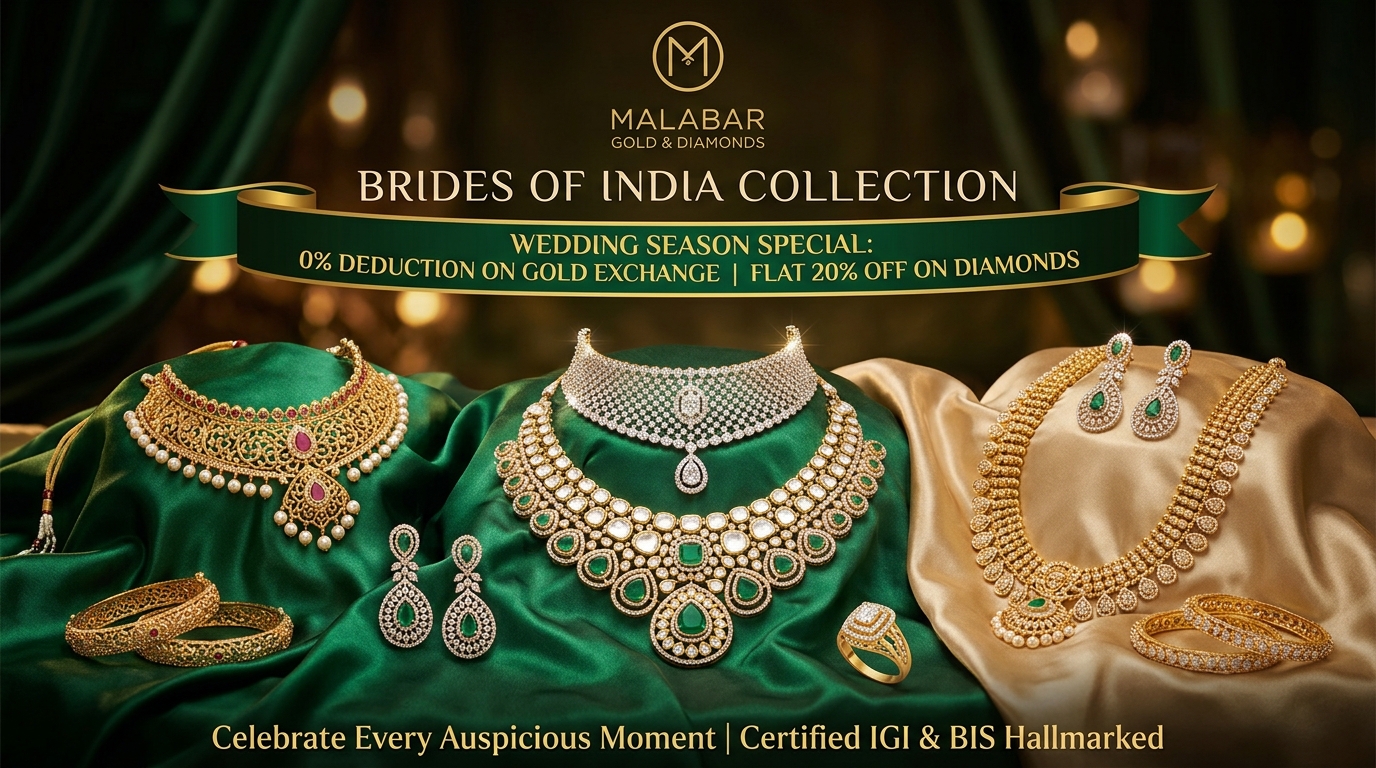 MALABAR
GOLD & DIAMONDS
BRIDES OF INDIA COLLECTION
WEDDING SEASON SPECIAL:
0% DEDUCTION ON GOLD EXCHANGE | FLAT 20% OFF ON DIAMONDS
Celebrate Every Auspicious Moment | Certified IGI & BIS Hallmarked